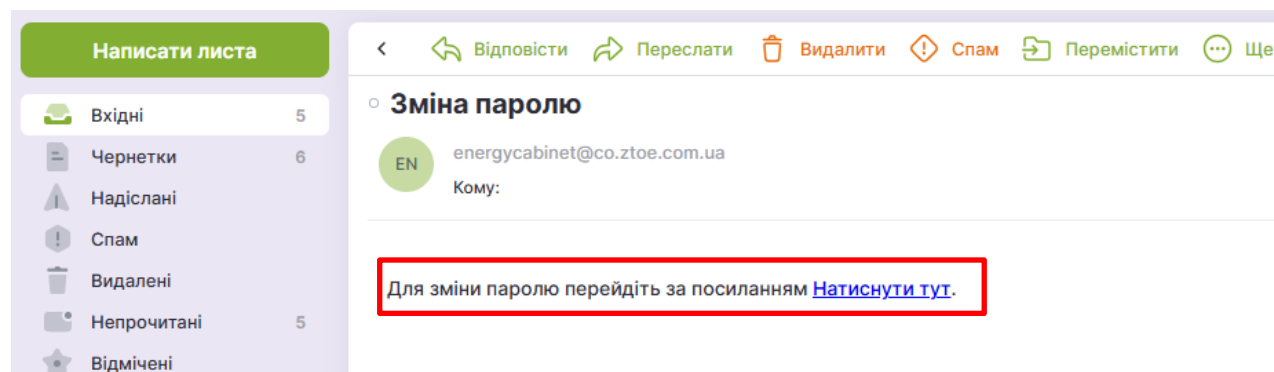 Написати листа
Відповісти Переслати Видалити Спам Перемістити Ще
Вхідні 5
Чернетки 6
Надіслані
Спам
Видалені
Непрочитані 5
Відмічені
Зміна паролю
EN
energycabinet@co.ztoe.com.ua
Кому:
Для зміни паролю перейдіть за посиланням Натиснути тут.